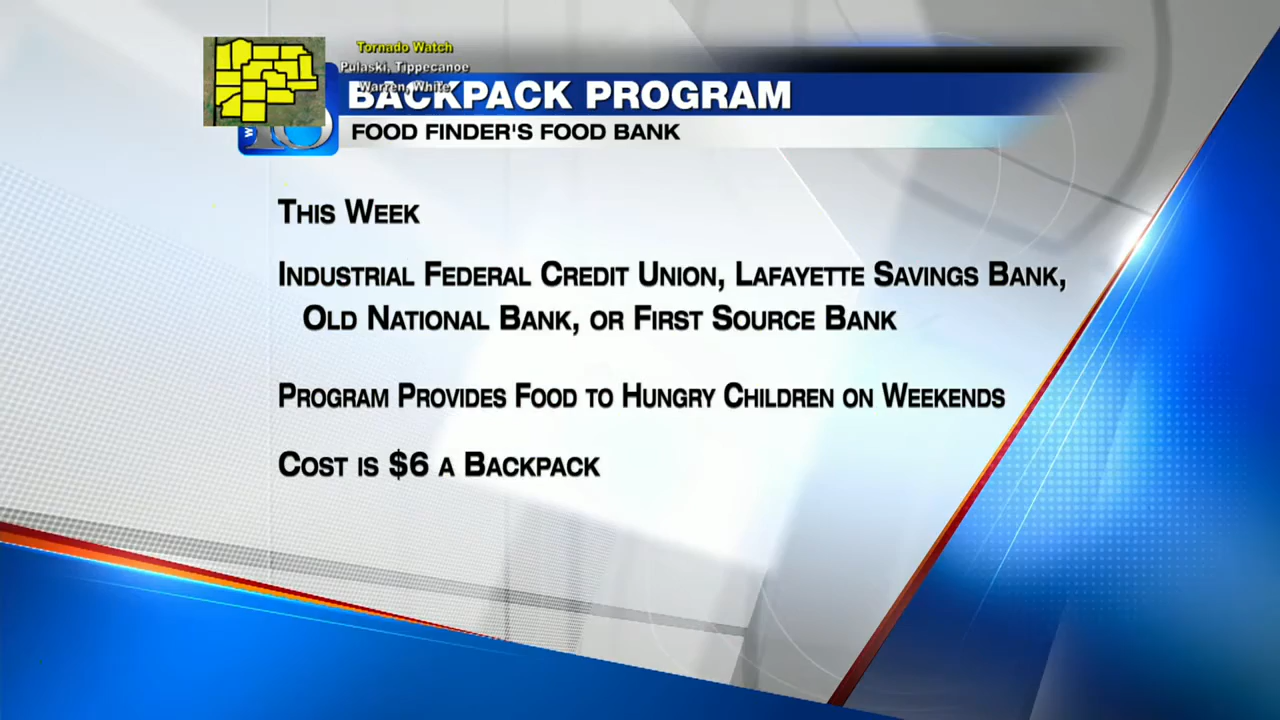 Tornado Watch
Pulaski, Tippecanoe
Warren, White
BACKPACK PROGRAM
FOOD FINDER'S FOOD BANK
THIS WEEK
INDUSTRIAL FEDERAL CREDIT UNION, LAFAYETTE SAVINGS BANK,
OLD NATIONAL BANK, OR FIRST SOURCE BANK
PROGRAM PROVIDES FOOD TO HUNGRY CHILDREN ON WEEKENDS
COST IS $6 A BACKPACK